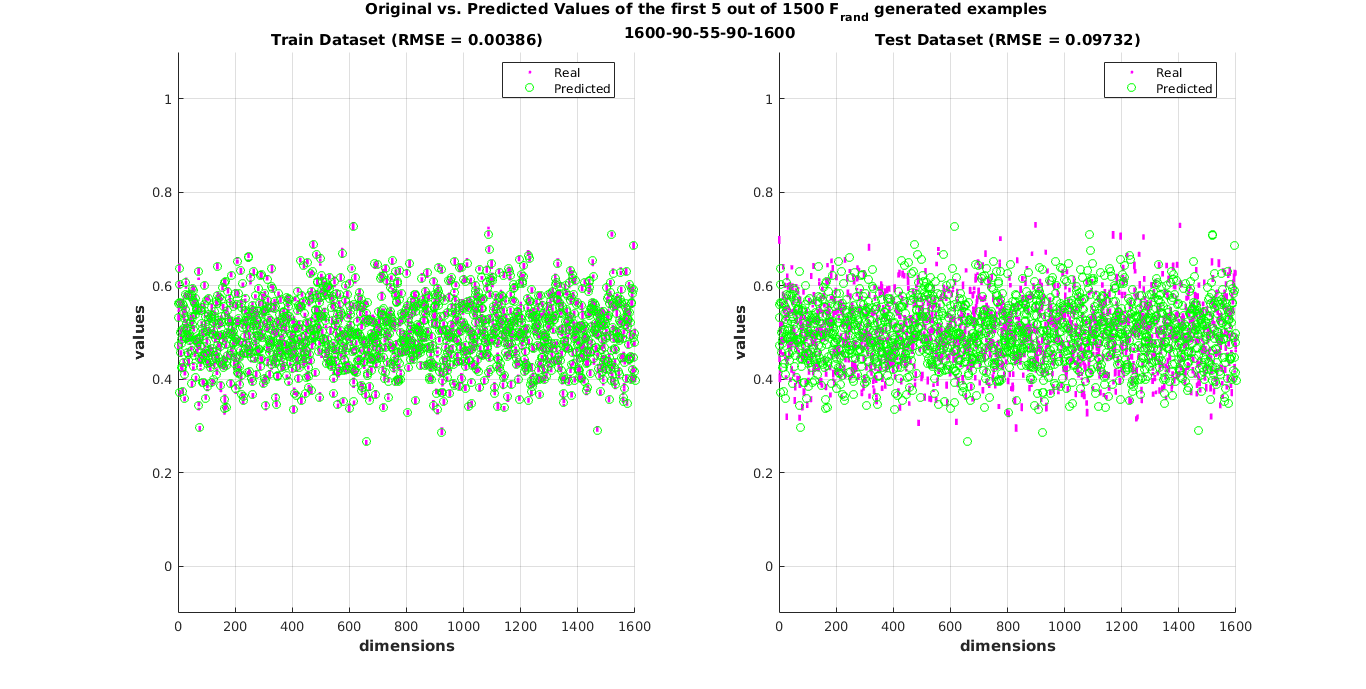 Original vs. Predicted Values of the first 5 out of 1500 F_rand generated examples
1600-90-55-90-1600
Train Dataset (RMSE = 0.00386)
Real
Predicted
1
0.8
0.6
0.4
0.2
0
values
0 200 400 600 800 1000 1200 1400 1600
dimensions
Test Dataset (RMSE = 0.09732)
Real
Predicted
1
0.8
0.6
0.4
0.2
0
values
0 200 400 600 800 1000 1200 1400 1600
dimensions